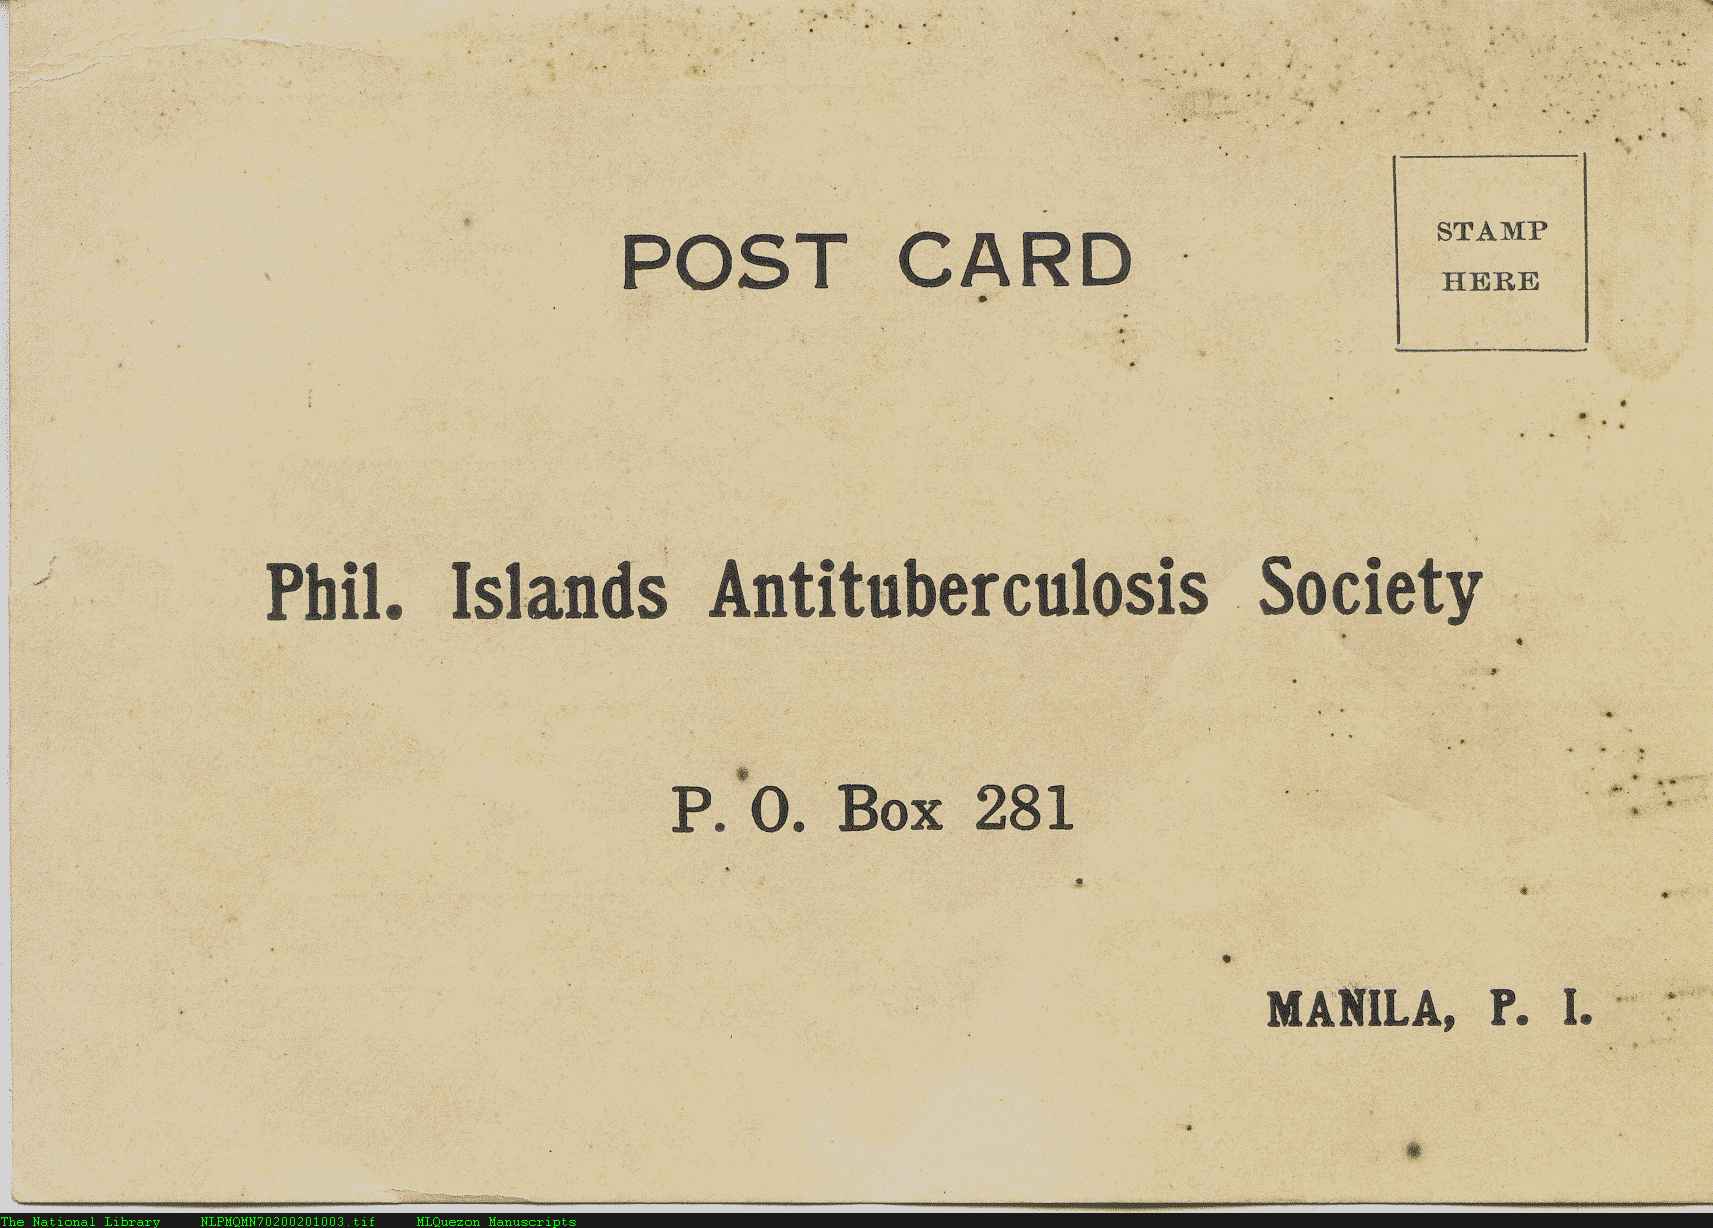 POST CARD
STAMP
HERE
Phil. Islands Antituberculosis Society
P. O. Box 281
MANILA, P. I.
The National Library NLPMQMN70200201003.tif MLQuezon Manuscripts